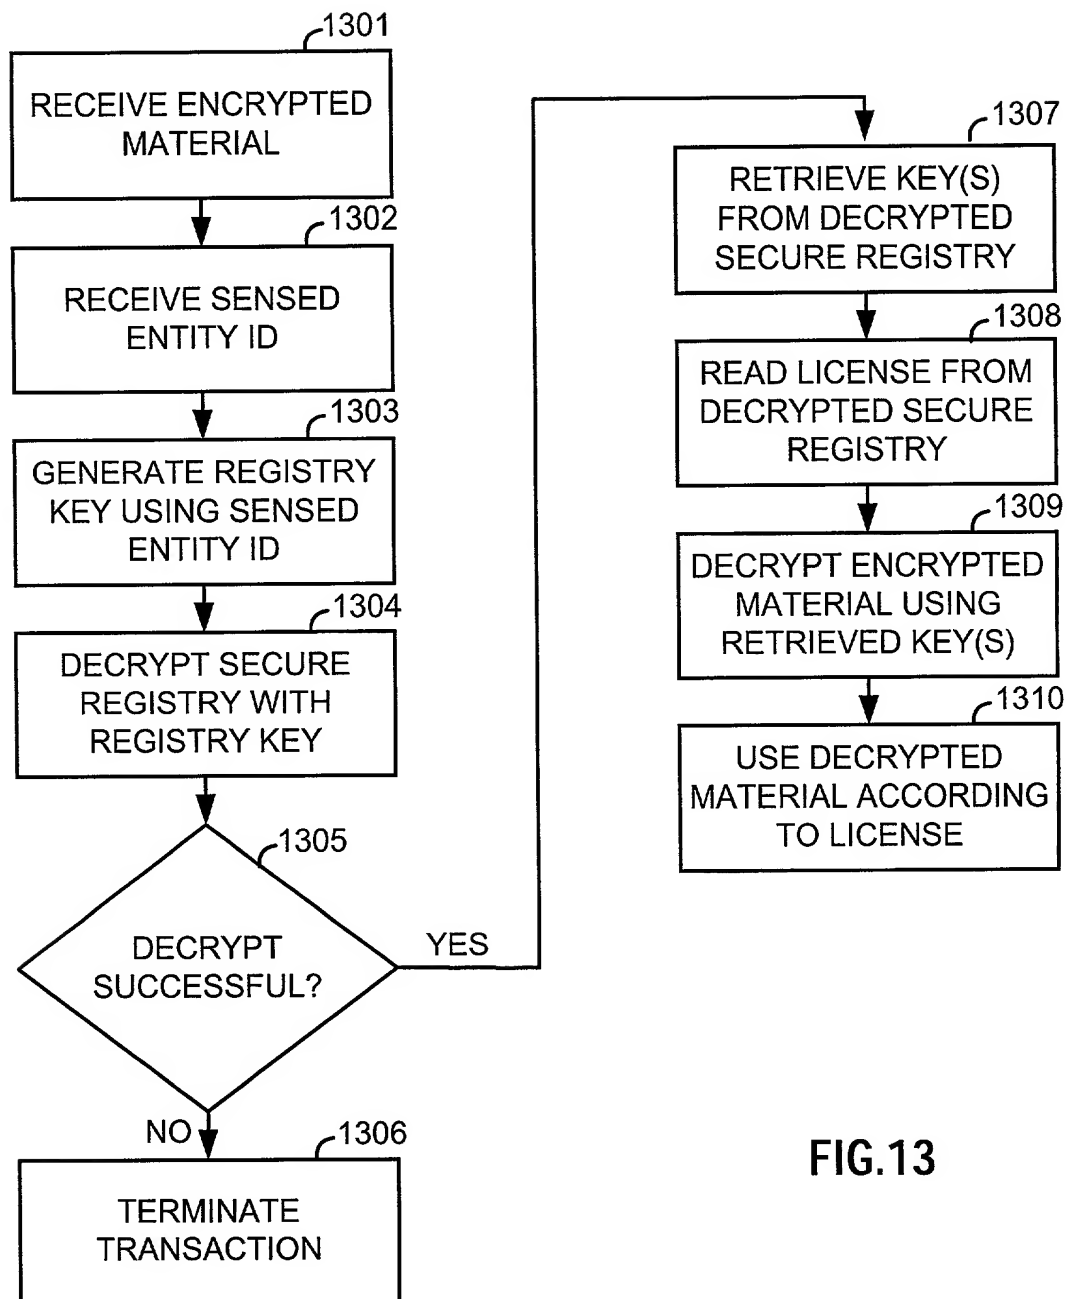 1301
RECEIVE ENCRYPTED
MATERIAL
1302
RECEIVE SENSED
ENTITY ID
1303
GENERATE REGISTRY
KEY USING SENSED
ENTITY ID
1304
DECRYPT SECURE
REGISTRY WITH
REGISTRY KEY
1305
DECRYPT
SUCCESSFUL?
YES
NO
1306
TERMINATE
TRANSACTION
1307
RETRIEVE KEY(S)
FROM DECRYPTED
SECURE REGISTRY
1308
READ LICENSE FROM
DECRYPTED SECURE
REGISTRY
1309
DECRYPT ENCRYPTED
MATERIAL USING
RETRIEVED KEY(S)
1310
USE DECRYPTED
MATERIAL ACCORDING
TO LICENSE
FIG.13